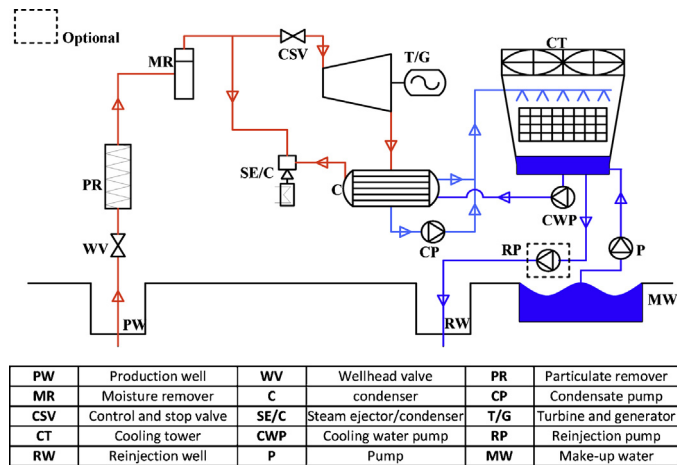 Optional
MR
CSV
T/G
CT
PR
SE/C
C
CWP
WV
CP
RP
P
PW
RW
MW
PW Production well WV Wellhead valve PR Particulate remover
MR Moisture remover C condenser CP Condensate pump
CSV Control and stop valve SE/C Steam ejector/condenser T/G Turbine and generator
CT Cooling tower CWP Cooling water pump RP Reinjection pump
RW Reinjection well P Pump MW Make-up water